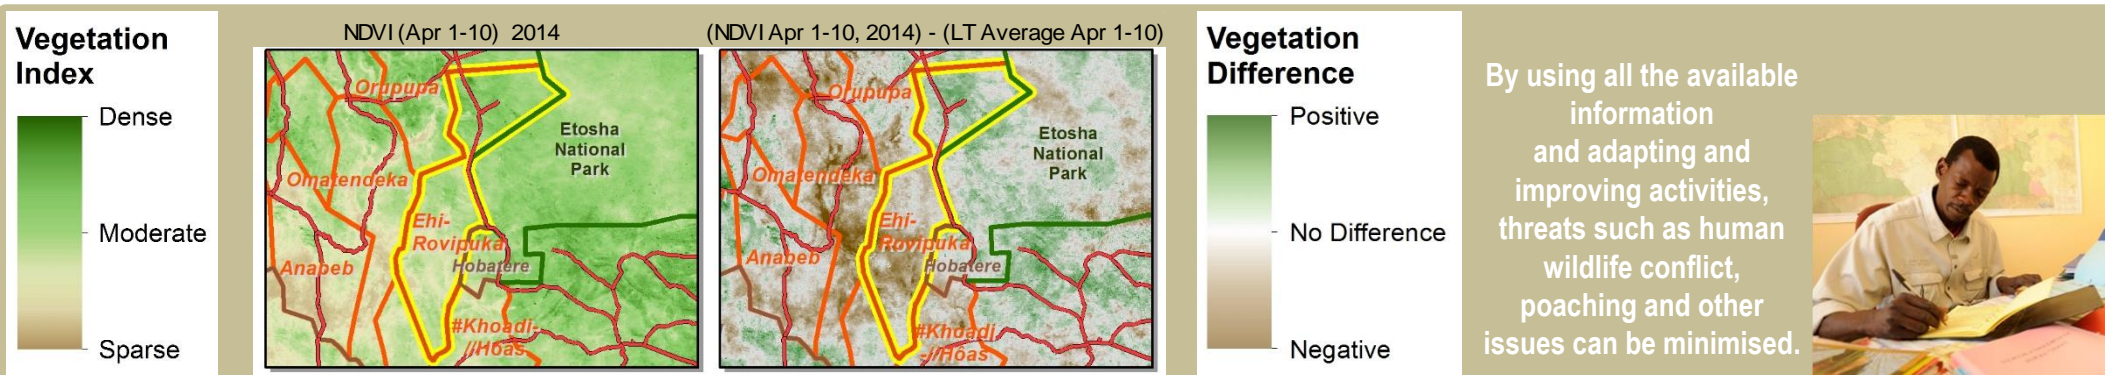 Vegetation
Index
Dense
Moderate
Sparse
NDVI (Apr 1-10) 2014
Orupupa
Etosha
National
Park
Omatendeka
Ehi-
Rovipuka
Anabeb
Hobatere
#Khoadi-
-//Hôas
(NDVI Apr 1-10, 2014) - (LT Average Apr 1-10)
Orupupa
Etosha
National
Park
Omatendeka
Ehi-
Rovipuka
Anabeb
Hobatere
#Khoadi
-//Hôas
Vegetation
Difference
Positive
No Difference
Negative
By using all the available
information
and adapting and
improving activities,
threats such as human
wildlife conflict,
poaching and other
issues can be minimised.